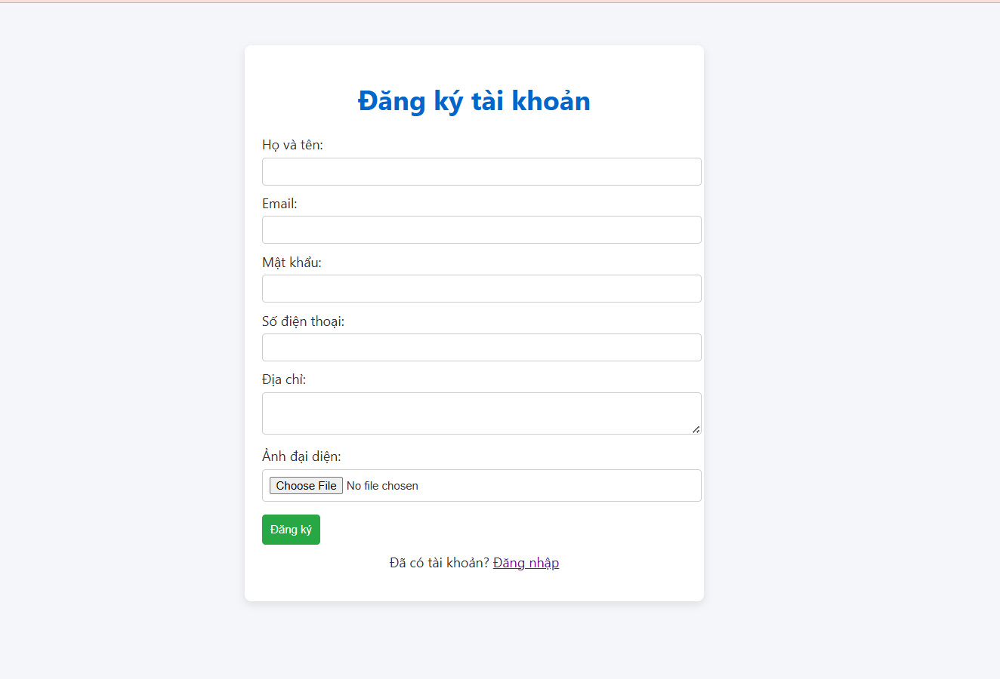 Đăng ký tài khoản
Họ và tên:
Email:
Mật khẩu:
Số điện thoại:
Địa chỉ:
Ảnh đại diện:
Choose File No file chosen
Đăng ký
Đã có tài khoản? Đăng nhập